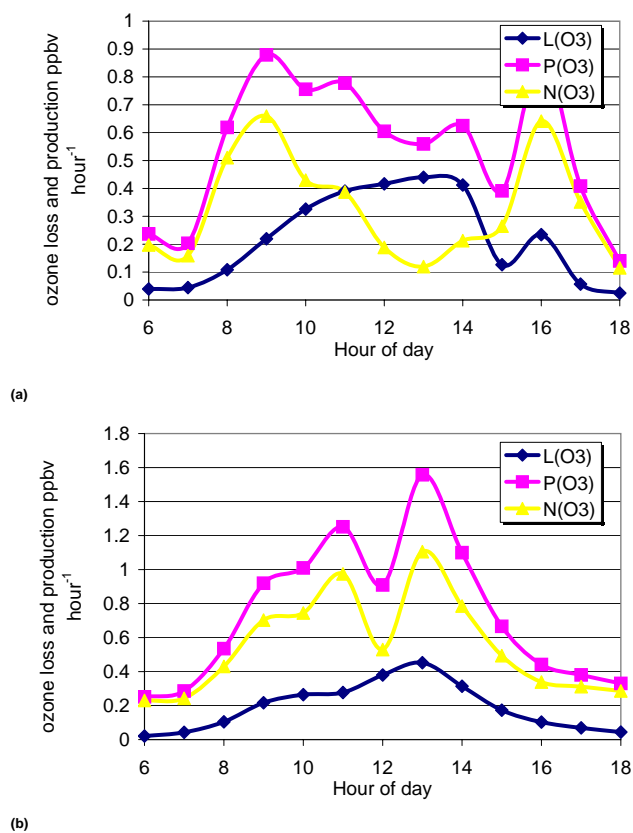 1
0.9
0.8
0.7
0.6
0.5
0.4
0.3
0.2
0.1
0
ozone loss and production ppbv
hour-1
L(O3)
P(O3)
N(O3)
6 8 10 12 14 16 18
Hour of day
(a)
1.8
1.6
1.4
1.2
1
0.8
0.6
0.4
0.2
0
ozone loss and production ppbv
hour-1
L(O3)
P(O3)
N(O3)
6 8 10 12 14 16 18
Hour of day
(b)